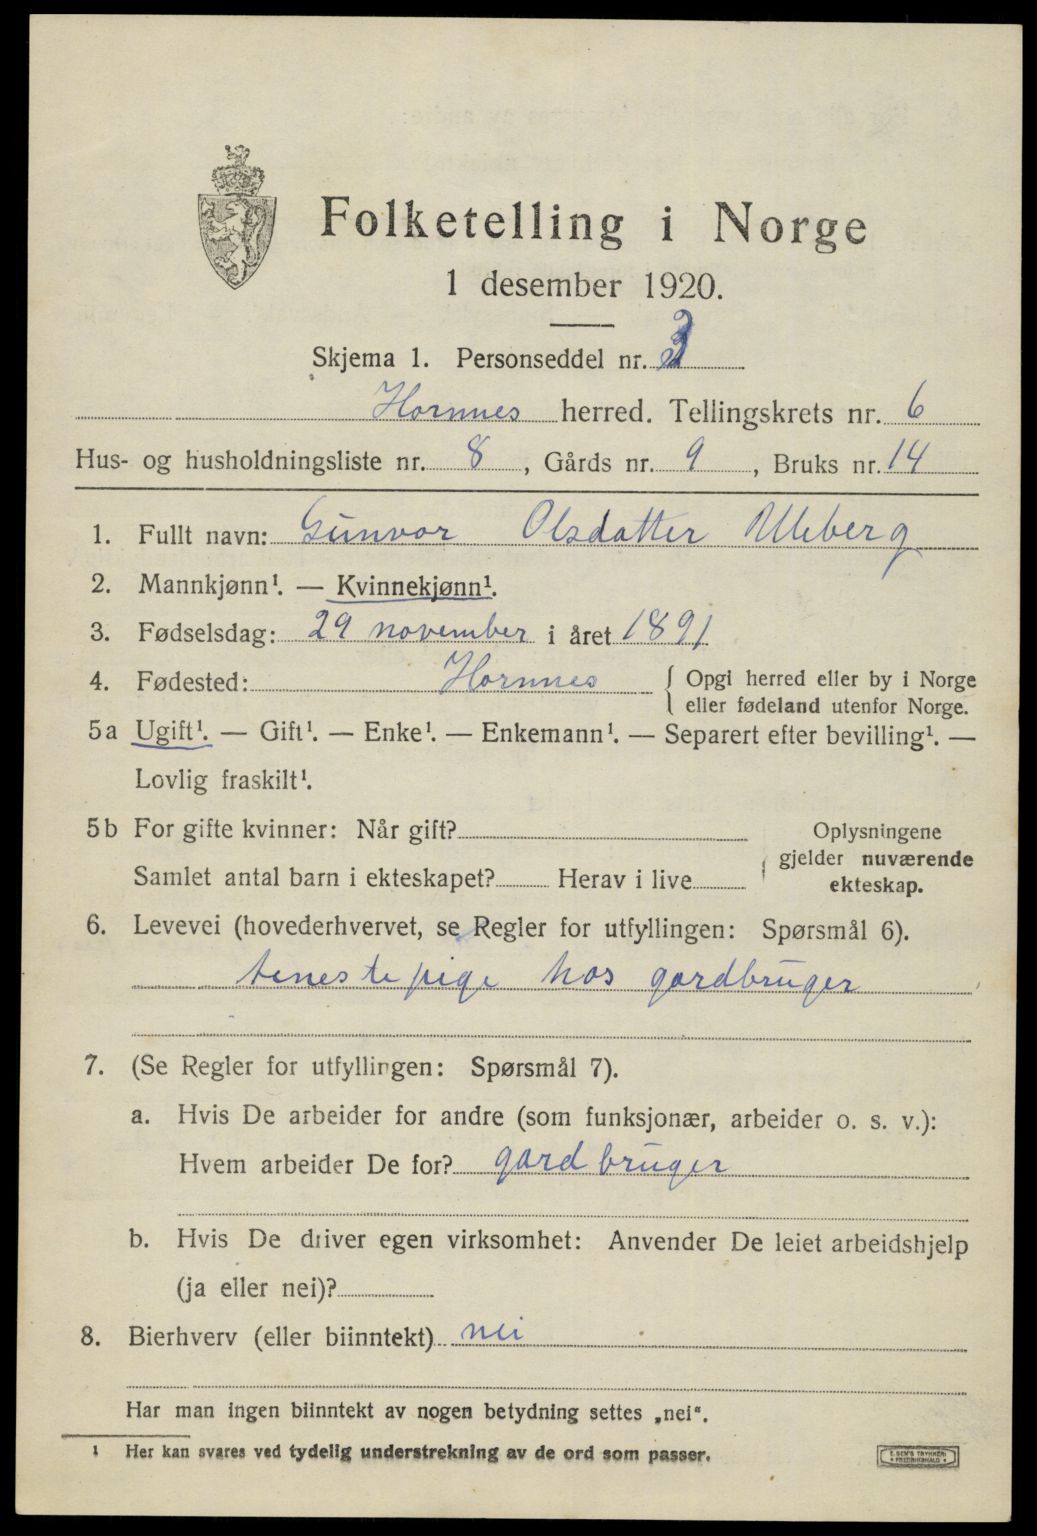 Folketelling i Norge
1 desember 1920.
Skjema 1. Personseddel nr. 3
Hornnes herred. Tellingskrets nr. 6
Hus- og husholdningsliste nr. 8, Gårds nr. 9, Bruks nr. 14
1. Fullt navn: Gunvor Olsdatter Uleberg
2. Mannkjønn¹. — Kvinnekjønn¹.
3. Fødselsdag: 29 november i året 1891
4. Fødested: Hornnes { Opgi herred eller by i Norge
eller fødeland utenfor Norge.
5a Ugift¹. — Gift¹. — Enke¹. — Enkemann¹. — Separert efter bevilling¹. —
Lovlig fraskilt¹.
5b For gifte kvinner: Når gift?
Samlet antal barn i ekteskapet? Herav i live
Oplysningene
gjelder nuværende
ekteskap.
6. Levevei (hovederhvervet, se Regler for utfyllingen: Spørsmål 6).
tenestepige hos gardbruger
7. (Se Regler for utfyllingen: Spørsmål 7).
a. Hvis De arbeider for andre (som funksjonær, arbeider o. s. v.):
Hvem arbeider De for? gardbruger
b. Hvis De driver egen virksomhet: Anvender De leiet arbeidshjelp
(ja eller nei)?
8. Bierhverv (eller biinntekt) nei
Har man ingen biinntekt av nogen betydning settes „nei“.
¹ Her kan svares ved tydelig understrekning av de ord som passer.
E. SEM'S TRYKKERI
FREDRIKSHALD